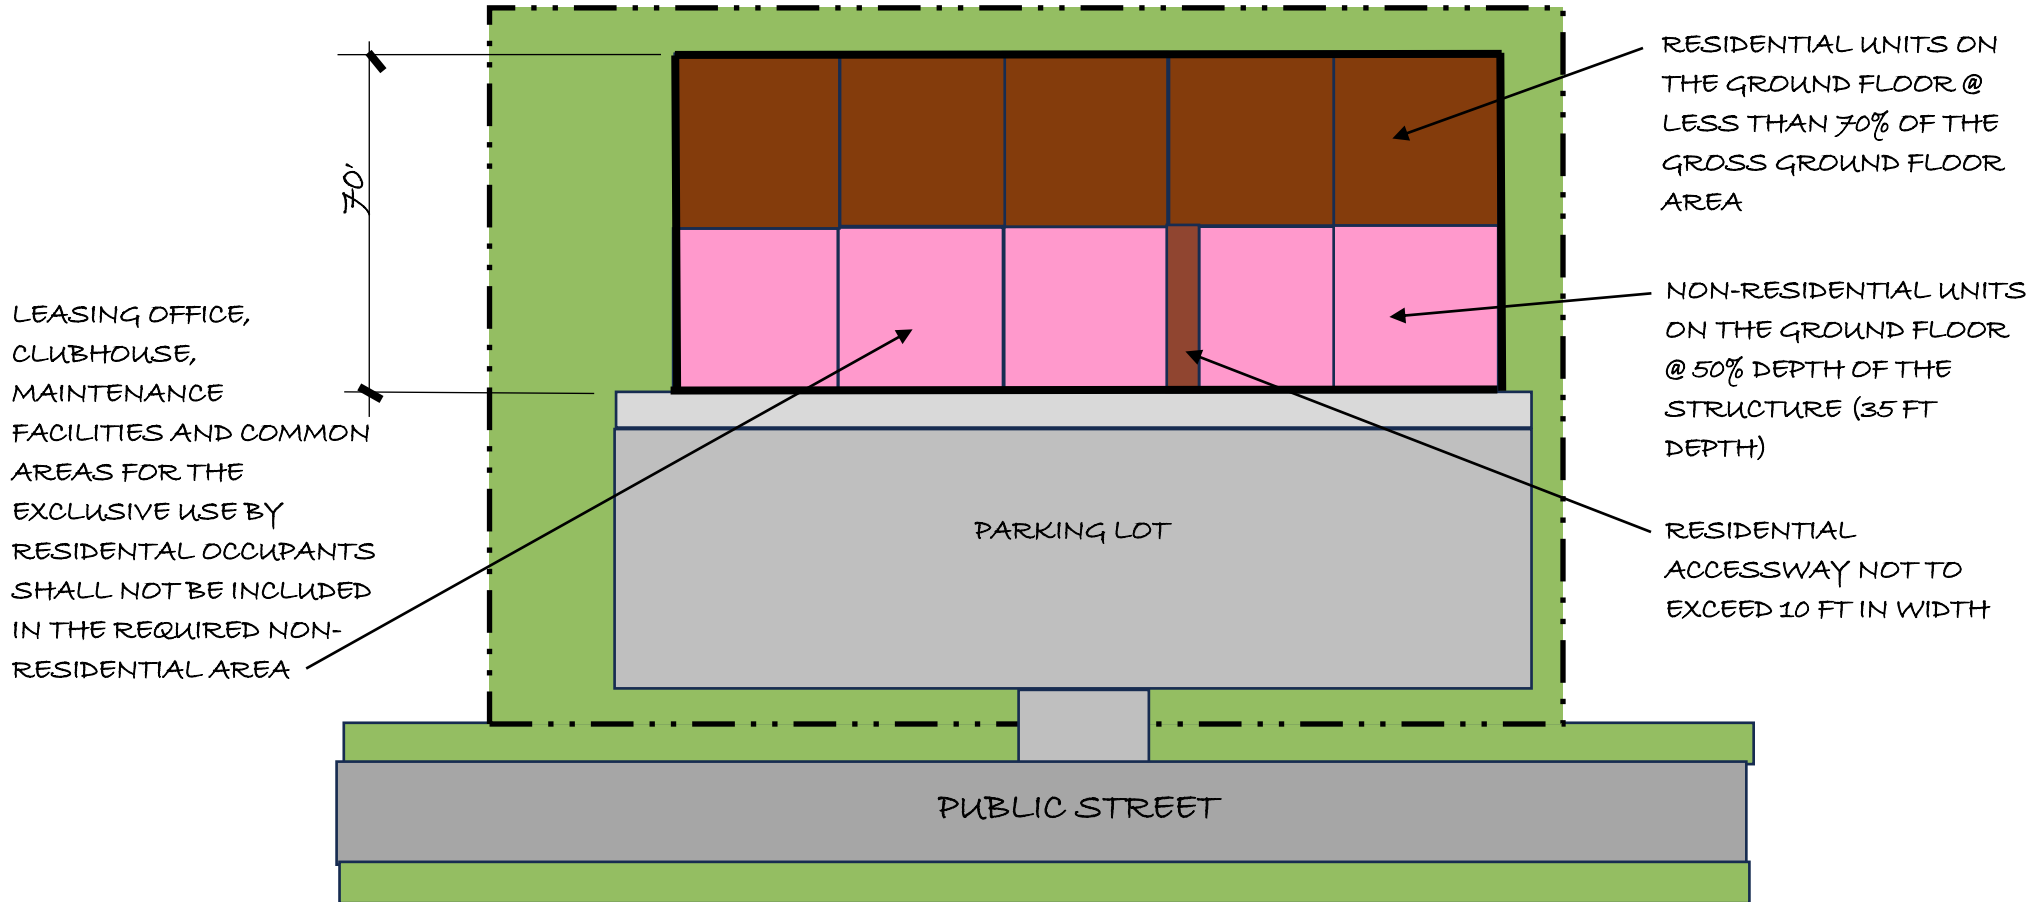 RESIDENTIAL UNITS ON
THE GROUND FLOOR @
LESS THAN 70% OF THE
GROSS GROUND FLOOR
AREA
70'
NON-RESIDENTIAL UNITS
ON THE GROUND FLOOR
@ 50% DEPTH OF THE
STRUCTURE (35 FT
DEPTH)
LEASING OFFICE,
CLUBHOUSE,
MAINTENANCE
FACILITIES AND COMMON
AREAS FOR THE
EXCLUSIVE USE BY
RESIDENTAL OCCUPANTS
SHALL NOT BE INCLUDED
IN THE REQUIRED NON-
RESIDENTIAL AREA
PARKING LOT
RESIDENTIAL
ACCESSWAY NOT TO
EXCEED 10 FT IN WIDTH
PUBLIC STREET